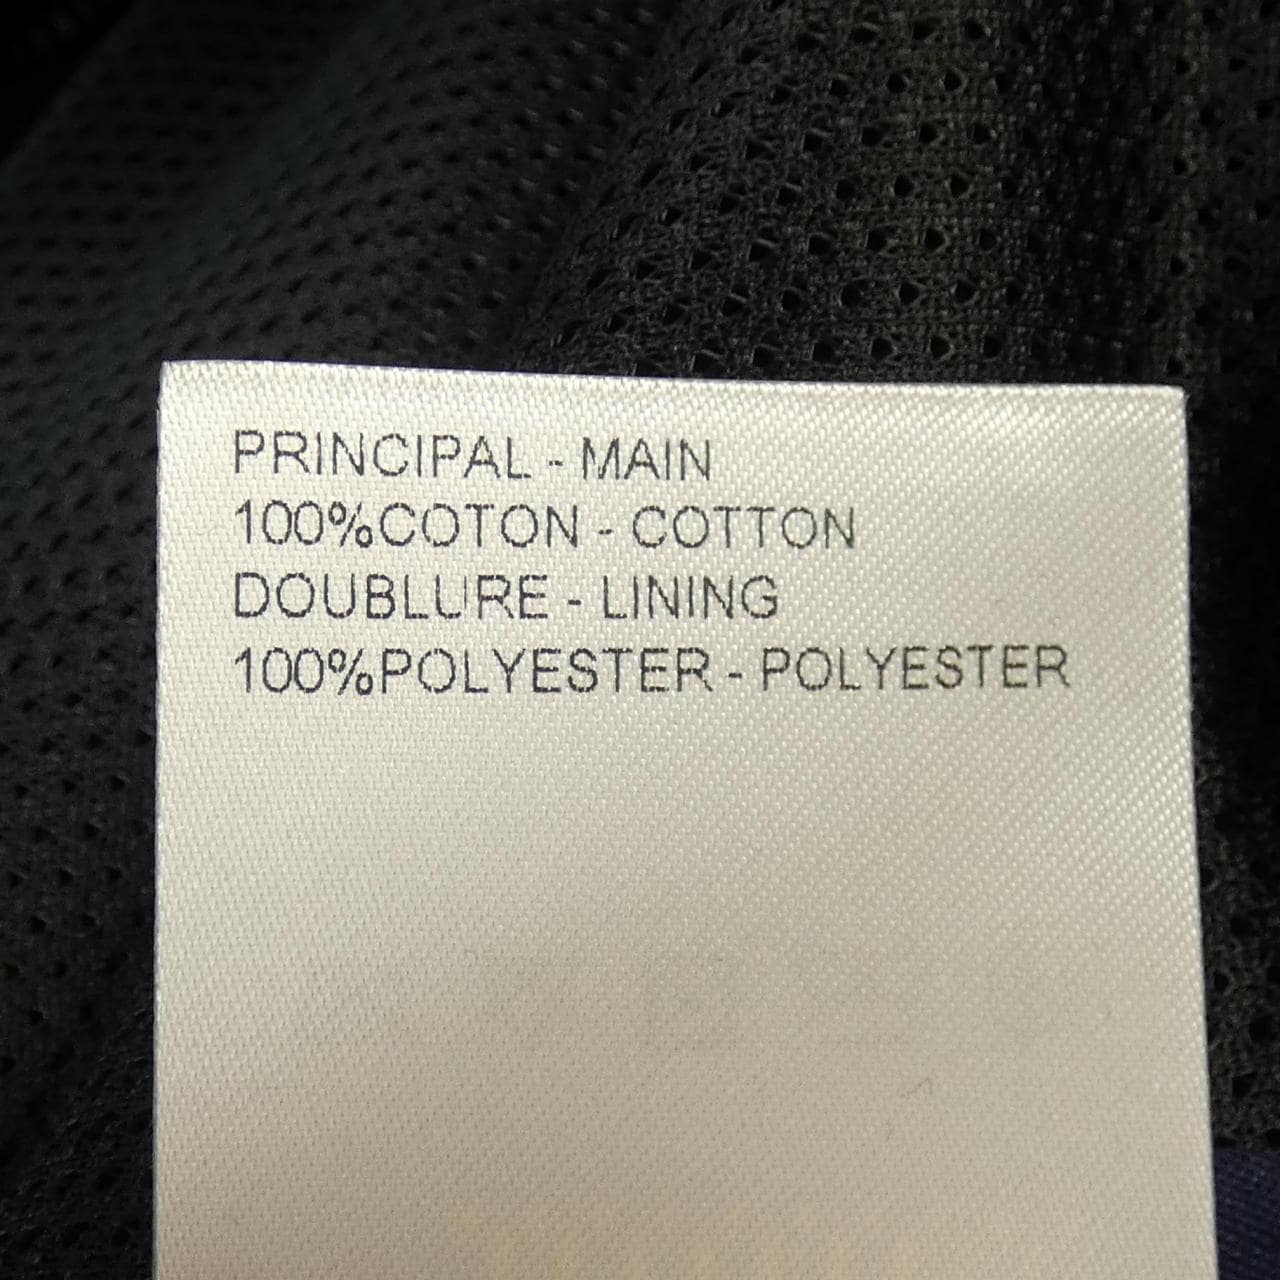 PRINCIPAL - MAIN
100%COTON - COTTON
DOUBLURE - LINING
100%POLYESTER - POLYESTER